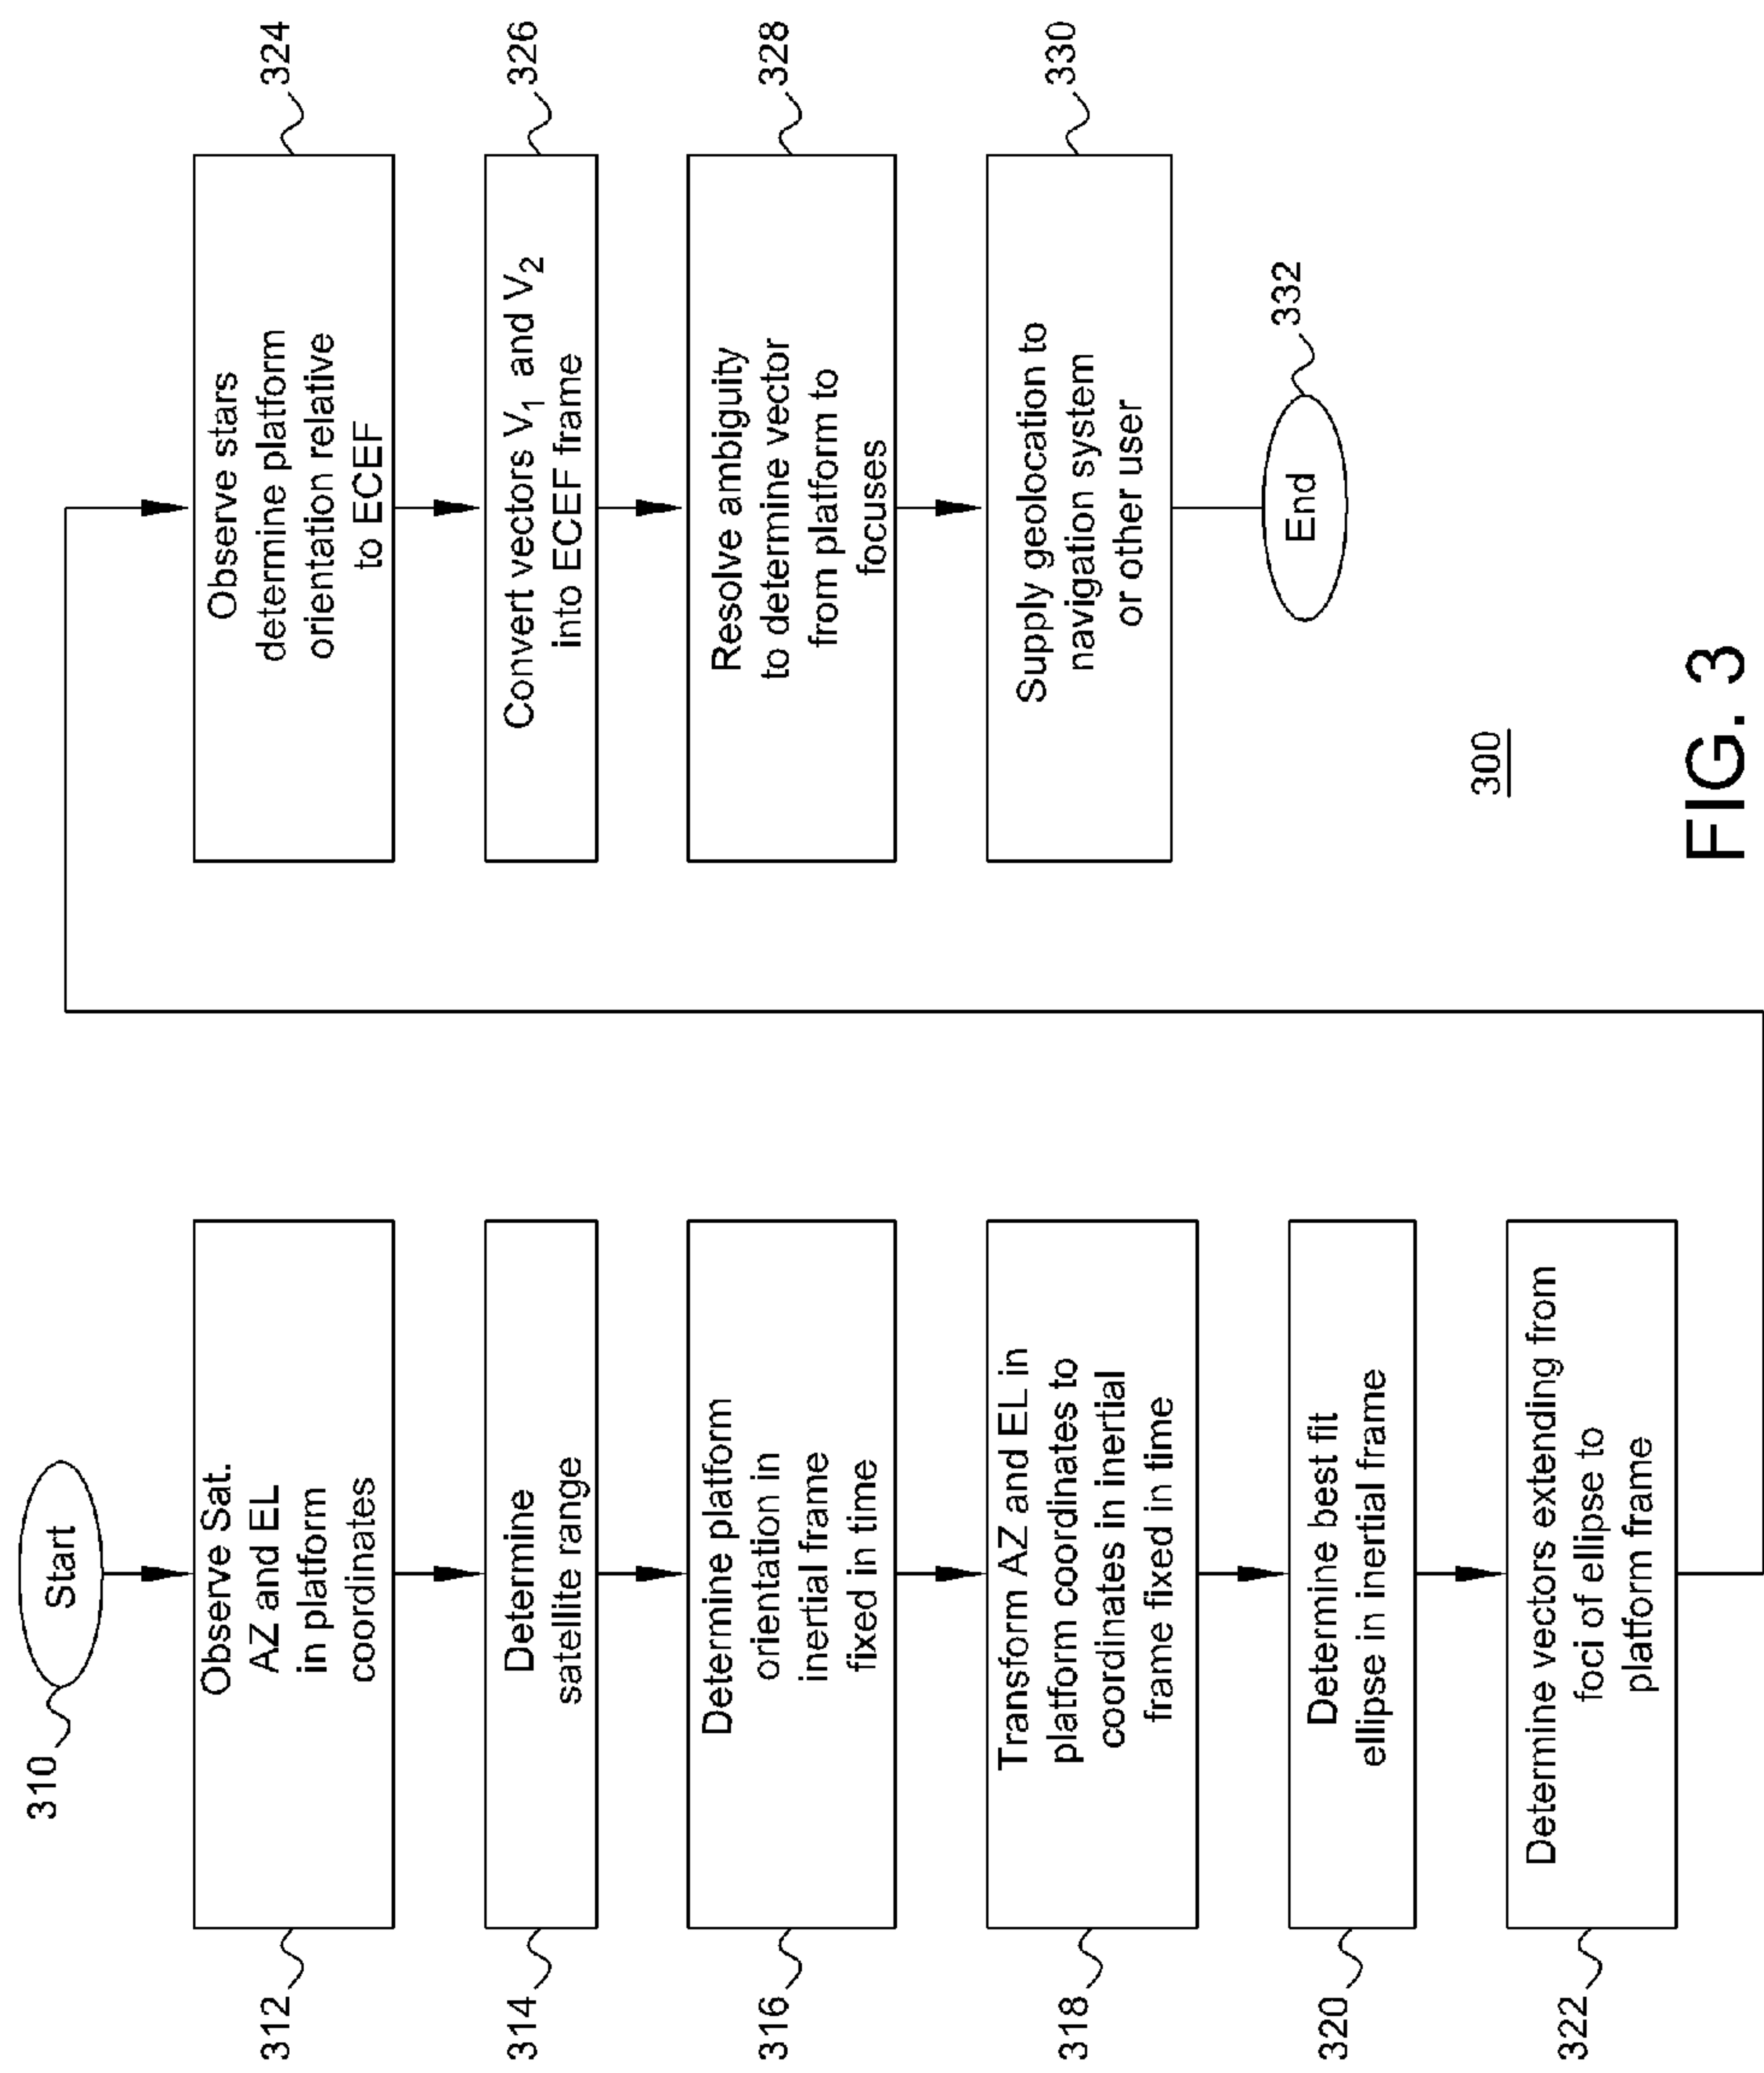 310
Start
312
Observe Sat.
AZ and EL
in platform
coordinates
314
Determine
satellite range
316
Determine platform
orientation in
inertial frame
fixed in time
318
Transform AZ and EL in
platform coordinates to
coordinates in inertial
frame fixed in time
320
Determine best fit
ellipse in inertial frame
322
Determine vectors extending from
foci of ellipse to
platform frame
324
Observe stars
determine platform
orientation relative
to ECEF
326
Convert vectors V₁ and V₂
into ECEF frame
328
Resolve ambiguity
to determine vector
from platform to
focuses
330
Supply geolocation to
navigation system
or other user
332
End
300
FIG. 3